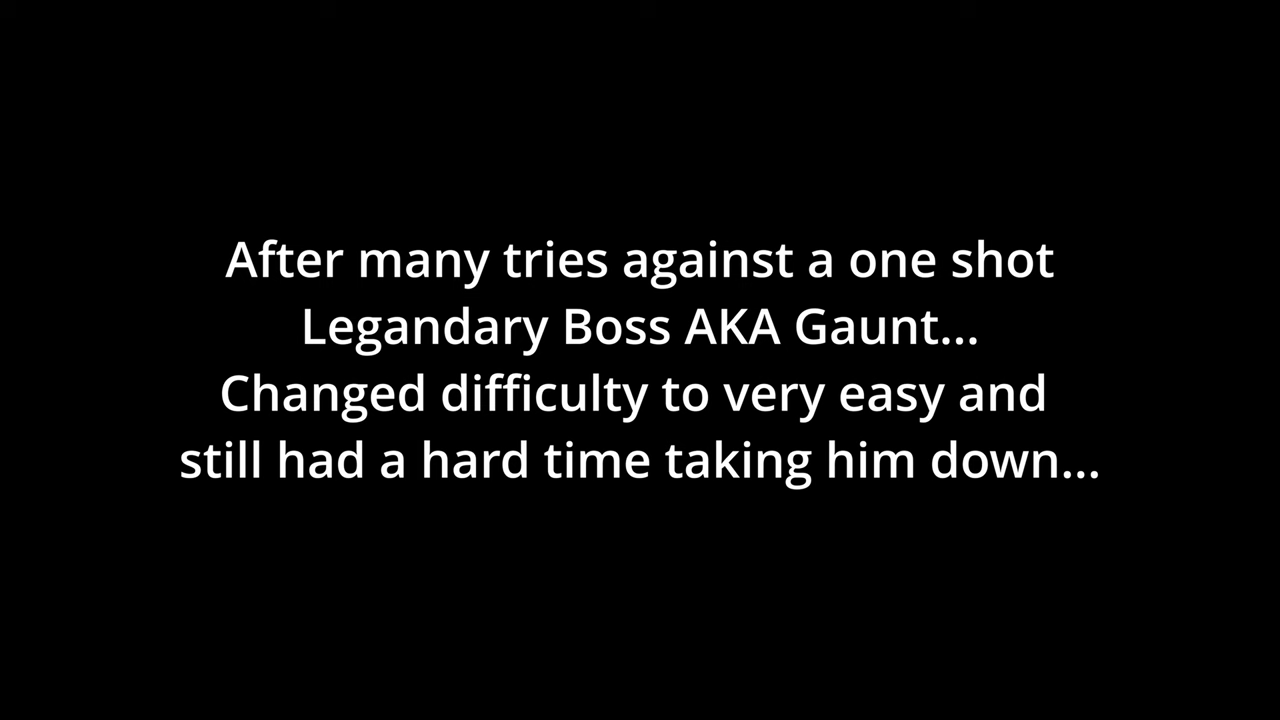 After many tries against a one shot
Legandary Boss AKA Gaunt...
Changed difficulty to very easy and
still had a hard time taking him down...